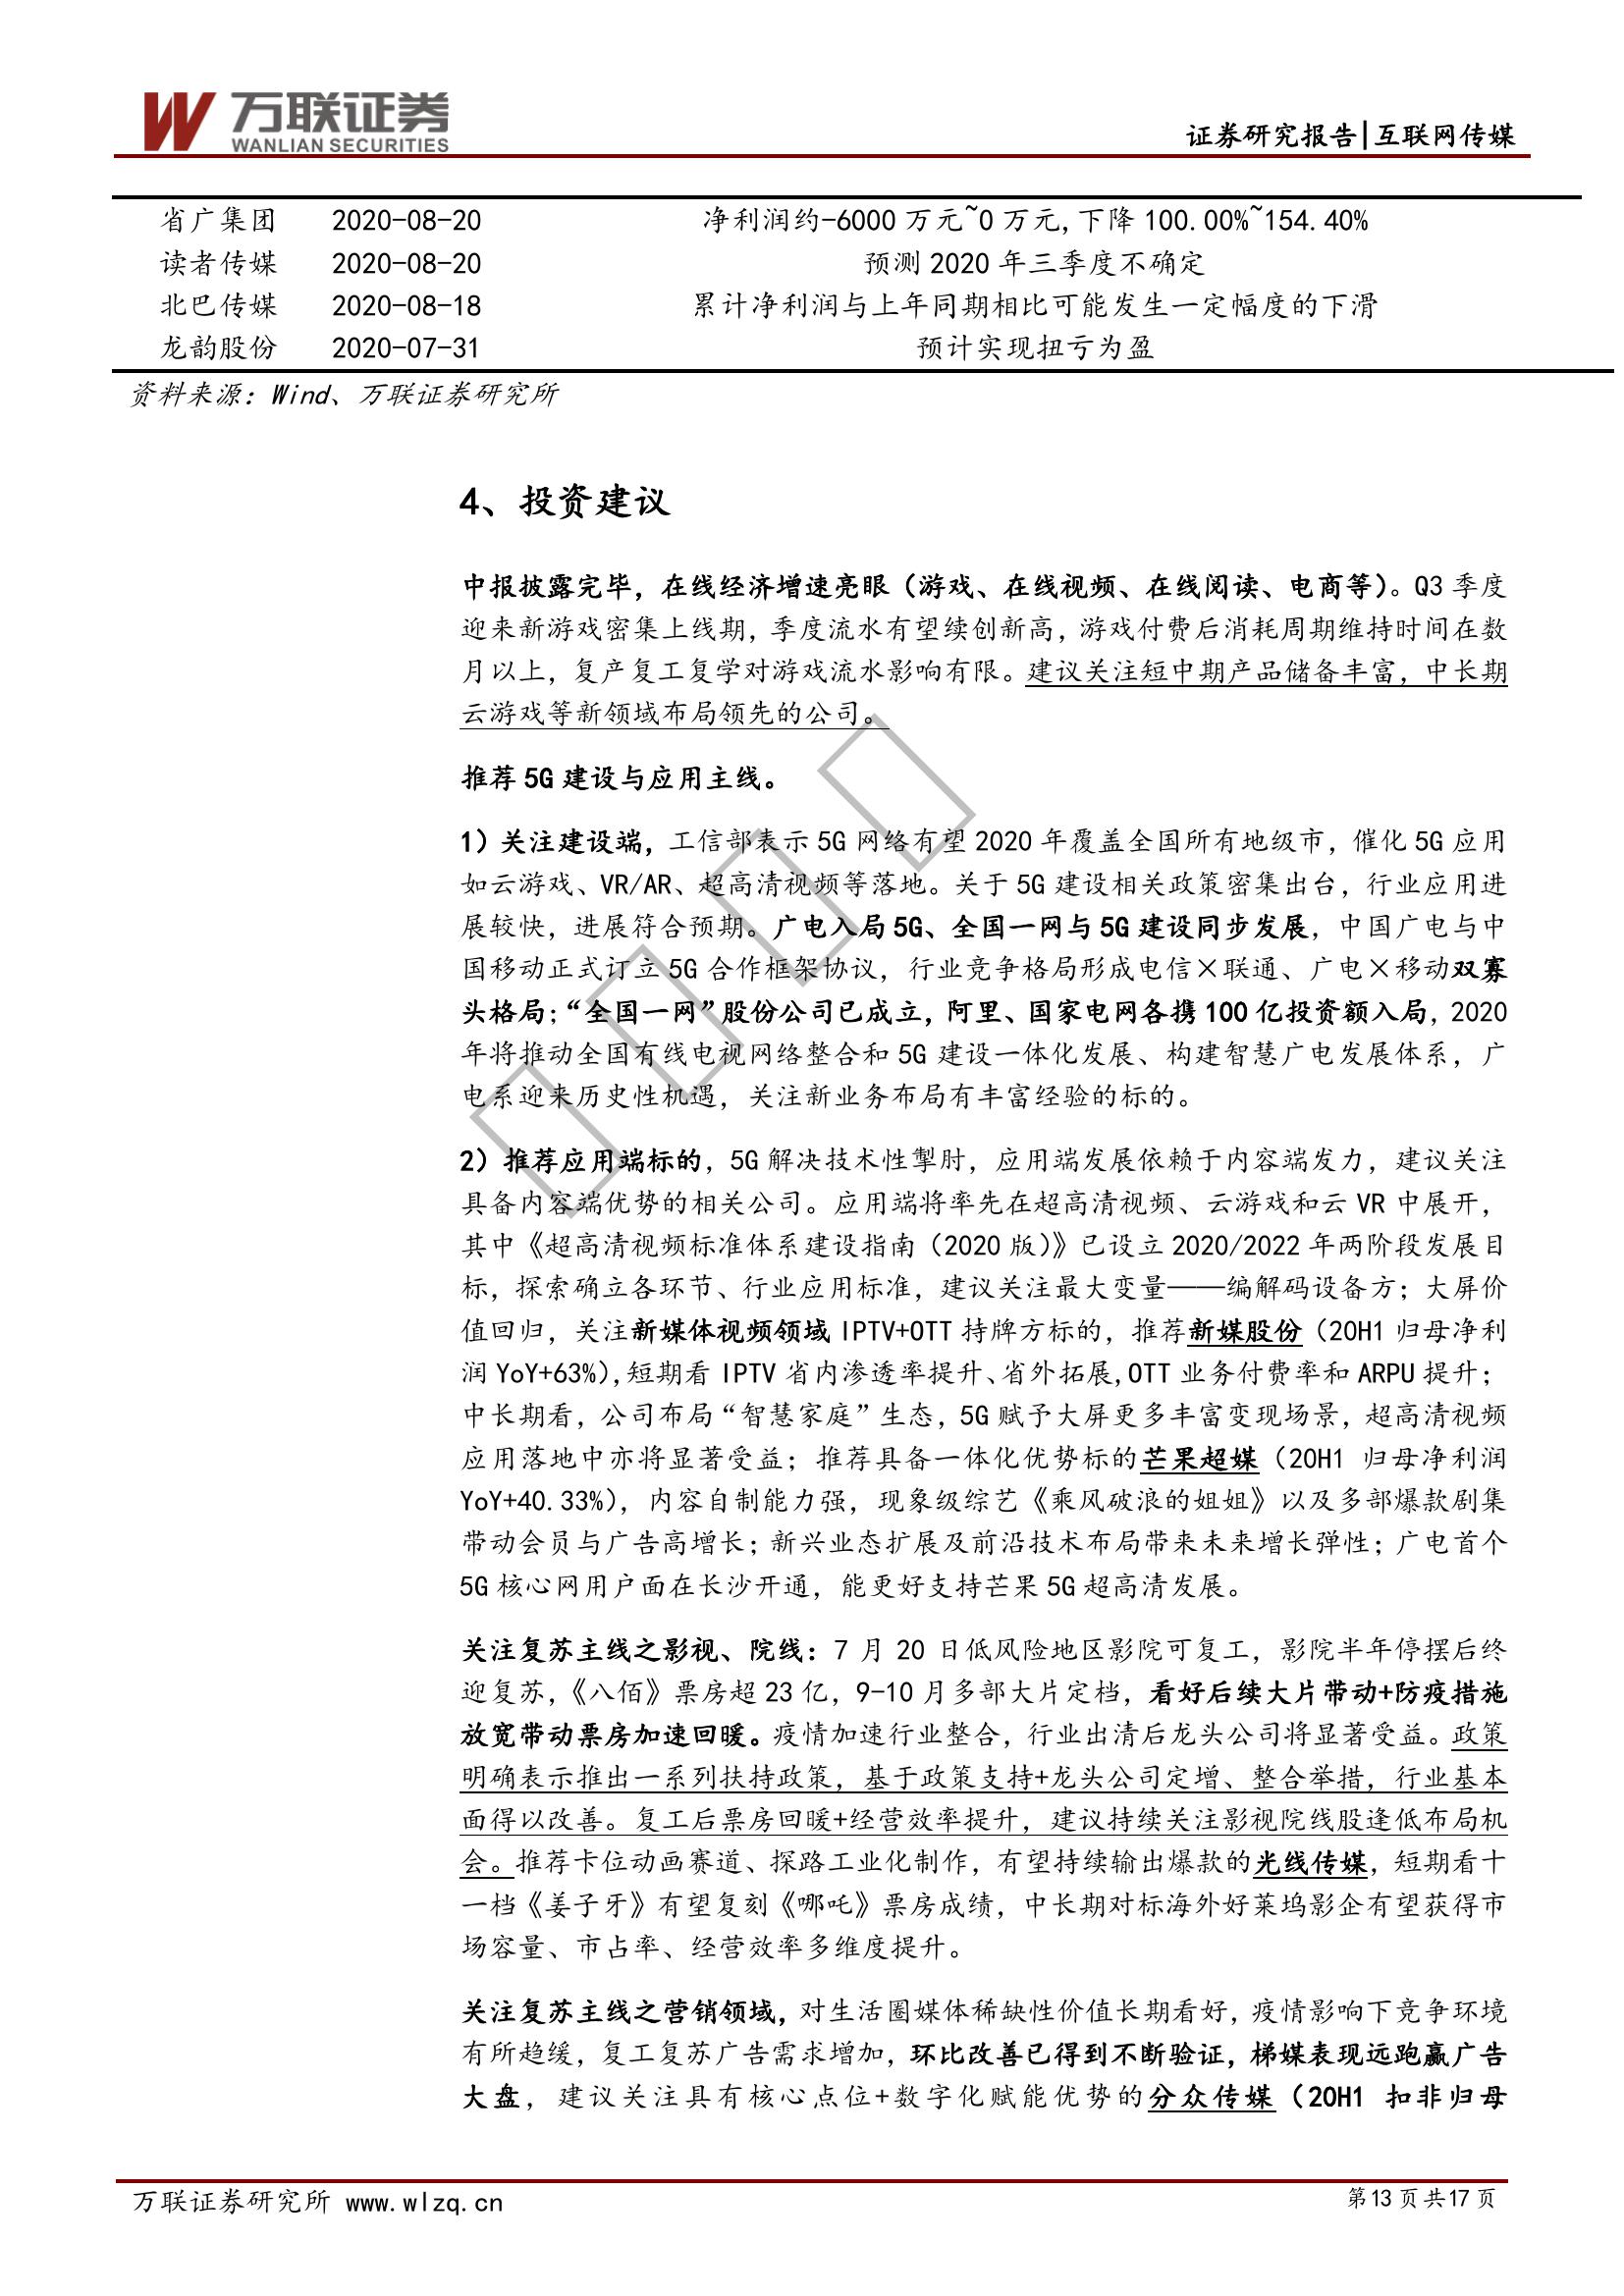 万联证券
WANLIAN SECURITIES
证券研究报告|互联网传媒
省广集团 2020-08-20 净利润约-6000 万元~0 万元,下降 100.00%~154.40%
读者传媒 2020-08-20 预测 2020 年三季度不确定
北巴传媒 2020-08-18 累计净利润与上年同期相比可能发生一定幅度的下滑
龙韵股份 2020-07-31 预计实现扭亏为盈
资料来源：Wind、万联证券研究所
4、投资建议
中报披露完毕，在线经济增速亮眼（游戏、在线视频、在线阅读、电商等）。Q3 季度
迎来新游戏密集上线期，季度流水有望续创新高，游戏付费后消耗周期维持时间在数
月以上，复产复工复学对游戏流水影响有限。建议关注短中期产品储备丰富，中长期
云游戏等新领域布局领先的公司。
推荐 5G 建设与应用主线。
1）关注建设端，工信部表示 5G 网络有望 2020 年覆盖全国所有地级市，催化 5G 应用
如云游戏、VR/AR、超高清视频等落地。关于 5G 建设相关政策密集出台，行业应用进
展较快，进展符合预期。广电入局 5G、全国一网与 5G 建设同步发展，中国广电与中
国移动正式订立 5G 合作框架协议，行业竞争格局形成电信×联通、广电×移动双寡
头格局；“全国一网”股份公司已成立，阿里、国家电网各携 100 亿投资额入局，2020
年将推动全国有线电视网络整合和 5G 建设一体化发展、构建智慧广电发展体系，广
电系迎来历史性机遇，关注新业务布局有丰富经验的标的。
2）推荐应用端标的，5G 解决技术性掣肘，应用端发展依赖于内容端发力，建议关注
具备内容端优势的相关公司。应用端将率先在超高清视频、云游戏和云 VR 中展开，
其中《超高清视频标准体系建设指南（2020 版）》已设立 2020/2022 年两阶段发展目
标，探索确立各环节、行业应用标准，建议关注最大变量——编解码设备方；大屏价
值回归，关注新媒体视频领域 IPTV+OTT 持牌方标的，推荐新媒股份（20H1 归母净利
润 YoY+63%），短期看 IPTV 省内渗透率提升、省外拓展，OTT 业务付费率和 ARPU 提升；
中长期看，公司布局“智慧家庭”生态，5G 赋予大屏更多丰富变现场景，超高清视频
应用落地中亦将显著受益；推荐具备一体化优势标的芒果超媒（20H1 归母净利润
YoY+40.33%），内容自制能力强，现象级综艺《乘风破浪的姐姐》以及多部爆款剧集
带动会员与广告高增长；新兴业态扩展及前沿技术布局带来未来增长弹性；广电首个
5G 核心网用户面在长沙开通，能更好支持芒果 5G 超高清发展。
关注复苏主线之影视、院线：7 月 20 日低风险地区影院可复工，影院半年停摆后终
迎复苏，《八佰》票房超 23 亿，9-10 月多部大片定档，看好后续大片带动+防疫措施
放宽带动票房加速回暖。疫情加速行业整合，行业出清后龙头公司将显著受益。政策
明确表示推出一系列扶持政策，基于政策支持+龙头公司定增、整合举措，行业基本
面得以改善。复工后票房回暖+经营效率提升，建议持续关注影视院线股逢低布局机
会。推荐卡位动画赛道、探路工业化制作，有望持续输出爆款的光线传媒，短期看十
一档《姜子牙》有望复刻《哪吒》票房成绩，中长期对标海外好莱坞影企有望获得市
场容量、市占率、经营效率多维度提升。
关注复苏主线之营销领域，对生活圈媒体稀缺性价值长期看好，疫情影响下竞争环境
有所趋缓，复工复苏广告需求增加，环比改善已得到不断验证，梯媒表现远跑赢广告
大盘，建议关注具有核心点位+数字化赋能优势的分众传媒（20H1 扣非归母
万联证券研究所 www.wlzq.cn
第 13 页 共 17 页